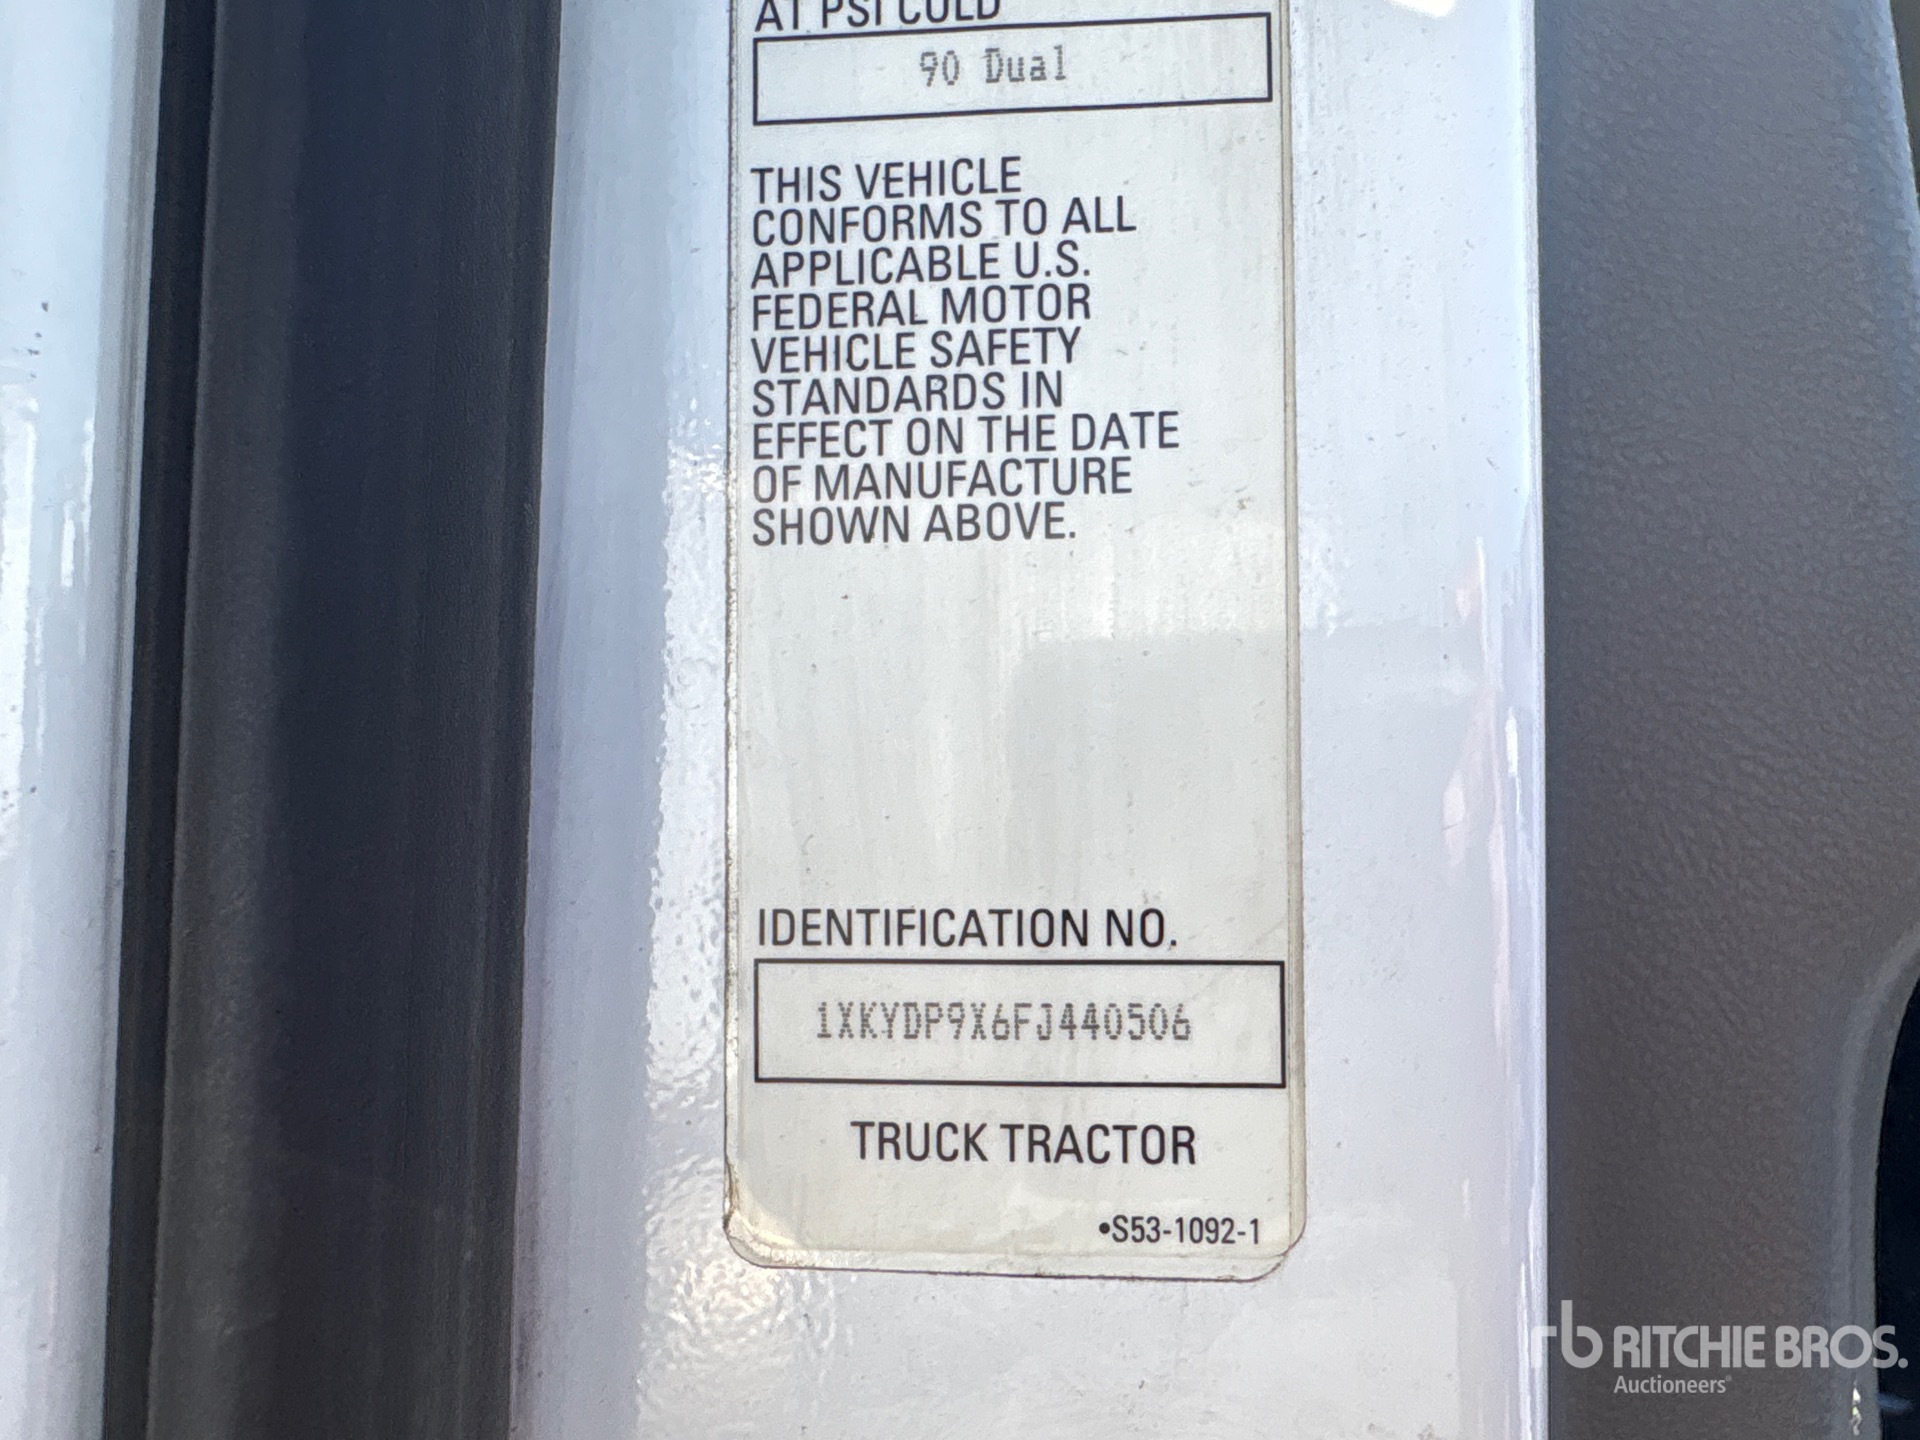 AT PSI COLD
90 Dual
THIS VEHICLE
CONFORMS TO ALL
APPLICABLE U.S.
FEDERAL MOTOR
VEHICLE SAFETY
STANDARDS IN
EFFECT ON THE DATE
OF MANUFACTURE
SHOWN ABOVE.
IDENTIFICATION NO.
1XKYDP9X6FJ440506
TRUCK TRACTOR
•S53-1092-1
rb RITCHIE BROS.
Auctioneers